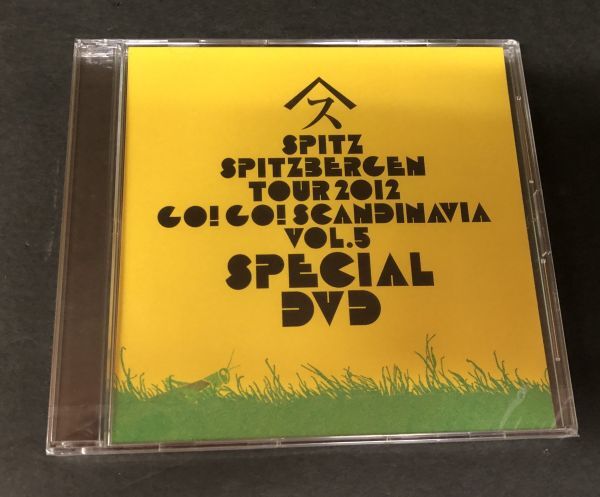 ス
SPITZ
SPITZBERGEN
TOUR 2012
GO! GO! SCANDINAVIA
VOL.5
SPECIAL
DVD